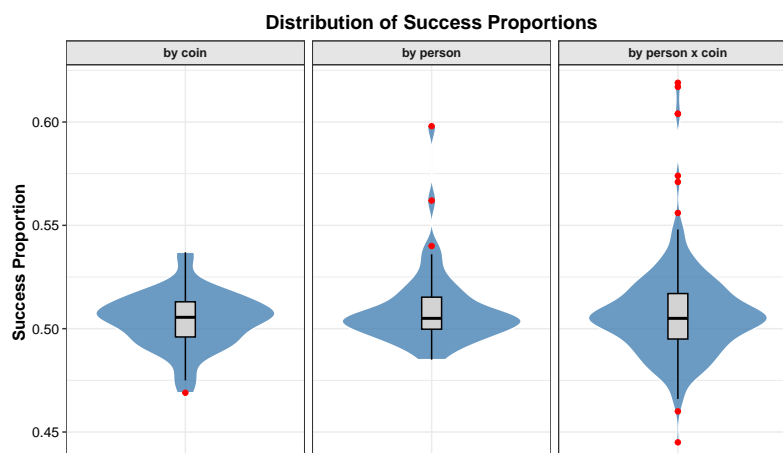 Distribution of Success Proportions
by coin
by person
by person x coin
Success Proportion
0.60
0.55
0.50
0.45